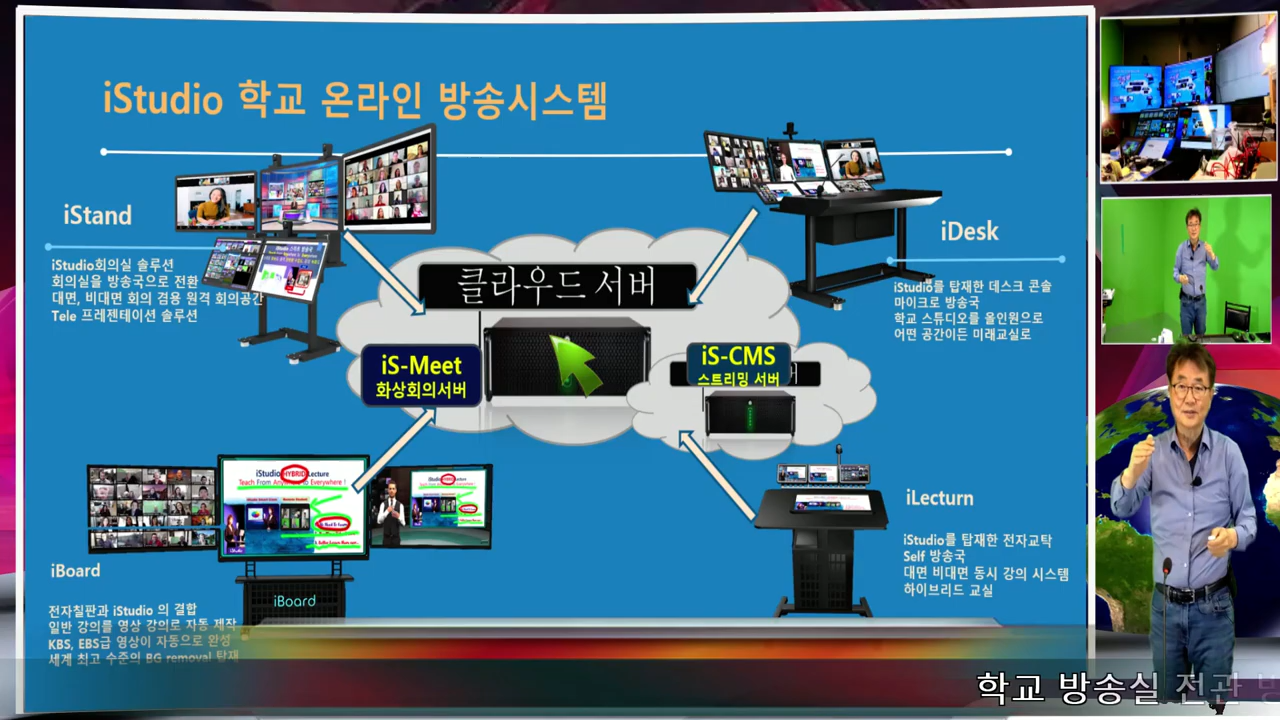 iStudio 학교 온라인 방송시스템
iStand
iStudio회의실 솔루션
회의실을 방송국으로 전환
대면, 비대면 회의 겸용 원격 회의공간
Tele 프레젠테이션 솔루션
iDesk
iStudio를 탑재한 데스크 콘솔
마이크로 방송국
학교 스튜디오를 올인원으로
어떤 공간이든 미래교실로
클라우드 서버
iS-Meet
화상회의서버
iS-CMS
스트리밍 서버
iStudio HYBRID Lecture
Teach From Anywhere to Everywhere !
iBoard
iBoard
전자칠판과 iStudio 의 결합
일반 강의를 영상 강의로 자동 제작
KBS, EBS급 영상이 자동으로 완성
세계 최고 수준의 BG removal 탑재
iLecturn
iStudio를 탑재한 전자교탁
Self 방송국
대면 비대면 동시 강의 시스템
하이브리드 교실
학교 방송실 전관 방